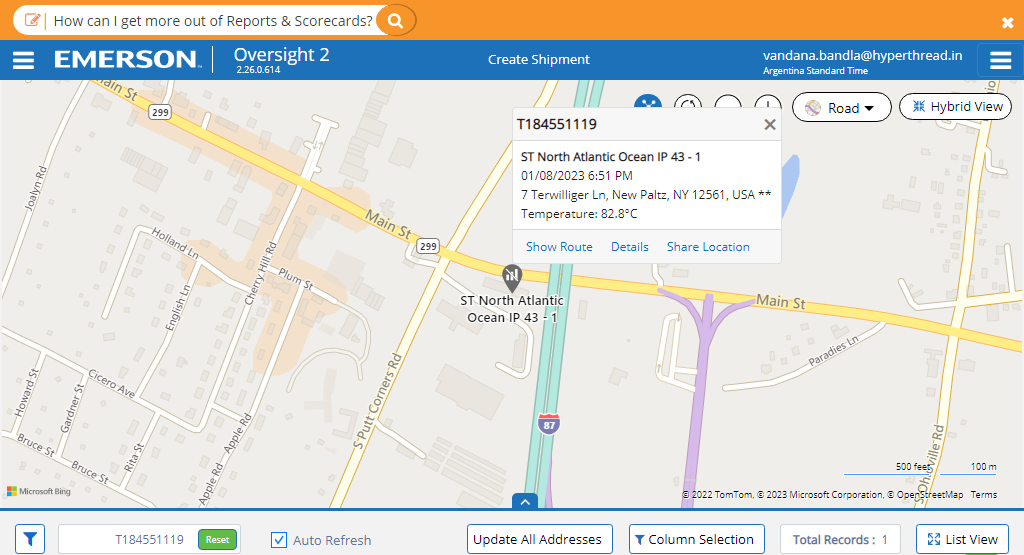 How can I get more out of Reports & Scorecards?
EMERSON™
Oversight 2
2.26.0.614
Create Shipment
vandana.bandla@hyperthread.in
Argentina Standard Time
Main St
299
Road
Hybrid View
T184551119
ST North Atlantic Ocean IP 43 - 1
01/08/2023 6:51 PM
7 Terwilliger Ln, New Paltz, NY 12561, USA **
Temperature: 82.8°C
Show Route Details Share Location
Joalyn Rd
Main St
299
Holland Ln
Cherry Hill Rd
Plum St
English Ln
ST North Atlantic
Ocean IP 43 - 1
Main St
Paradies Ln
Howard St
Cicero Ave
Gardner St
S Putt Corners Rd
87
Bruce St
Bruce St
Rita St
Apple Rd
Apple Rd
S Ohioville Rd
500 feet
100 m
Microsoft Bing
© 2022 TomTom, © 2023 Microsoft Corporation, © OpenStreetMap Terms
T184551119
Reset
Auto Refresh
Update All Addresses
Column Selection
Total Records : 1
List View